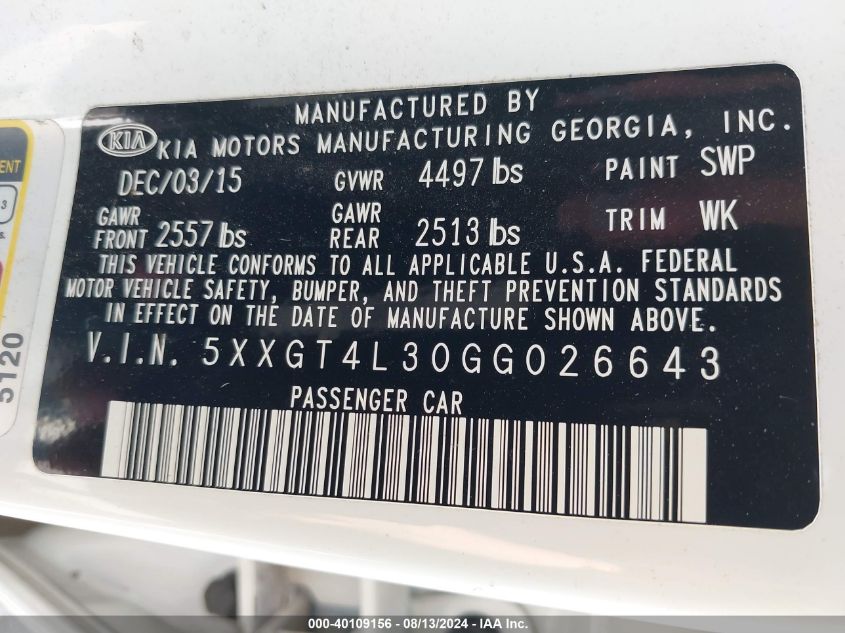 MANUFACTURED BY
KIA KIA MOTORS MANUFACTURING GEORGIA, INC.
DEC/03/15 GVWR 4497 lbs PAINT SWP
GAWR FRONT 2557 lbs GAWR REAR 2513 lbs TRIM WK
THIS VEHICLE CONFORMS TO ALL APPLICABLE U.S.A. FEDERAL
MOTOR VEHICLE SAFETY, BUMPER, AND THEFT PREVENTION STANDARDS
IN EFFECT ON THE DATE OF MANUFACTURE SHOWN ABOVE.
V.I.N. 5XXGT4L30GG026643
PASSENGER CAR
ENT
3
5120
000-40109156 - 08/13/2024 - IAA Inc.